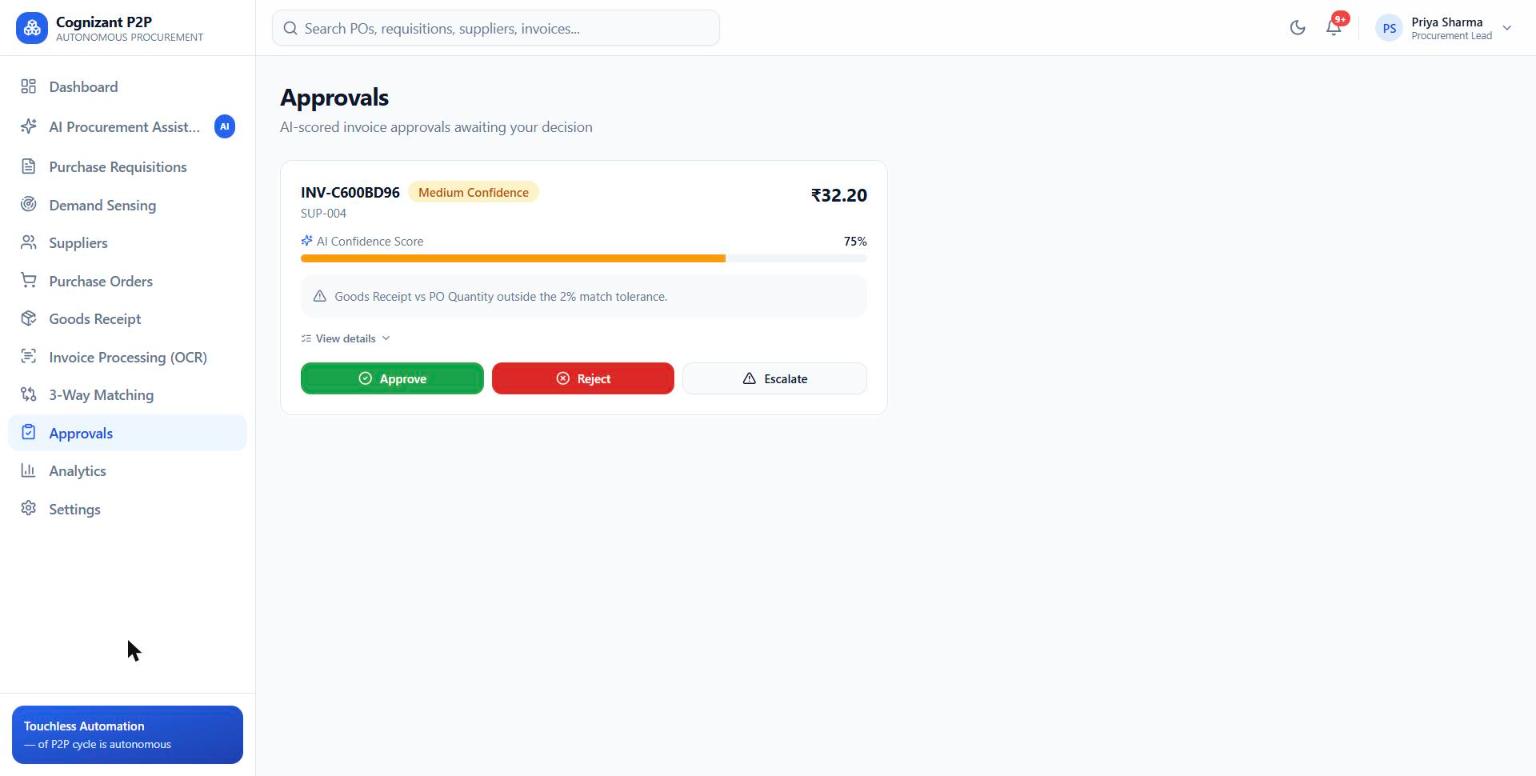 Cognizant P2P
AUTONOMOUS PROCUREMENT
Search POs, requisitions, suppliers, invoices...
9+
PS
Priya Sharma
Procurement Lead
Dashboard
AI Procurement Assist...
AI
Purchase Requisitions
Demand Sensing
Suppliers
Purchase Orders
Goods Receipt
Invoice Processing (OCR)
3-Way Matching
Approvals
Analytics
Settings
Touchless Automation
— of P2P cycle is autonomous
Approvals
AI-scored invoice approvals awaiting your decision
INV-C600BD96
Medium Confidence
₹32.20
SUP-004
AI Confidence Score
75%
Goods Receipt vs PO Quantity outside the 2% match tolerance.
View details
Approve
Reject
Escalate